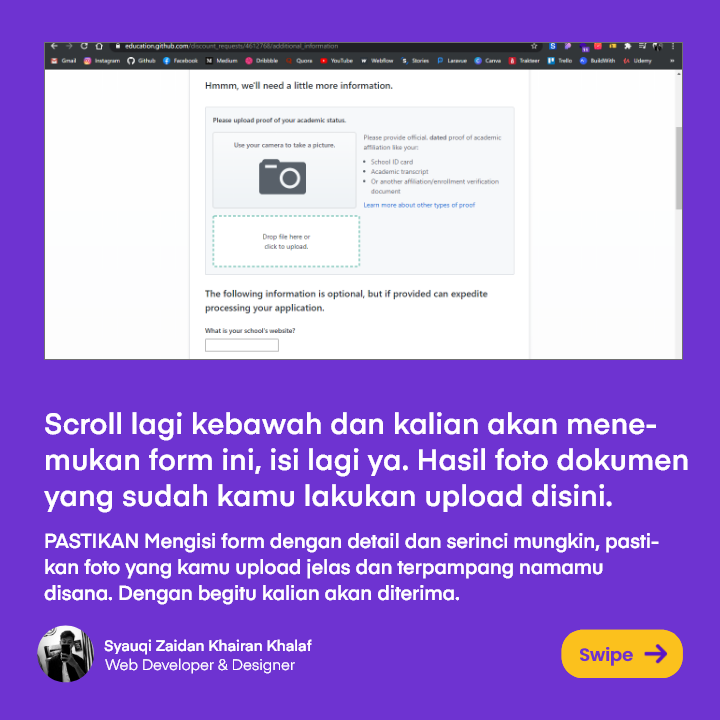 education.github.com/discount_requests/4612768/additional_information
Gmail Instagram Github Facebook Medium Dribbble Quora YouTube Webflow Stories Laravue Canva Trakteer Trello BuildWith Udemy
Hmmm, we'll need a little more information.
Please upload proof of your academic status.
Use your camera to take a picture.
Drop file here or
click to upload.
Please provide official, dated proof of academic
affiliation like your:
School ID card
Academic transcript
Or another affiliation/enrollment verification
document
Learn more about other types of proof
The following information is optional, but if provided can expedite
processing your application.
What is your school's website?
Scroll lagi kebawah dan kalian akan mene-
mukan form ini, isi lagi ya. Hasil foto dokumen
yang sudah kamu lakukan upload disini.
PASTIKAN Mengisi form dengan detail dan serinci mungkin, pasti-
kan foto yang kamu upload jelas dan terpampang namamu
disana. Dengan begitu kalian akan diterima.
Syauqi Zaidan Khairan Khalaf
Web Developer & Designer
Swipe